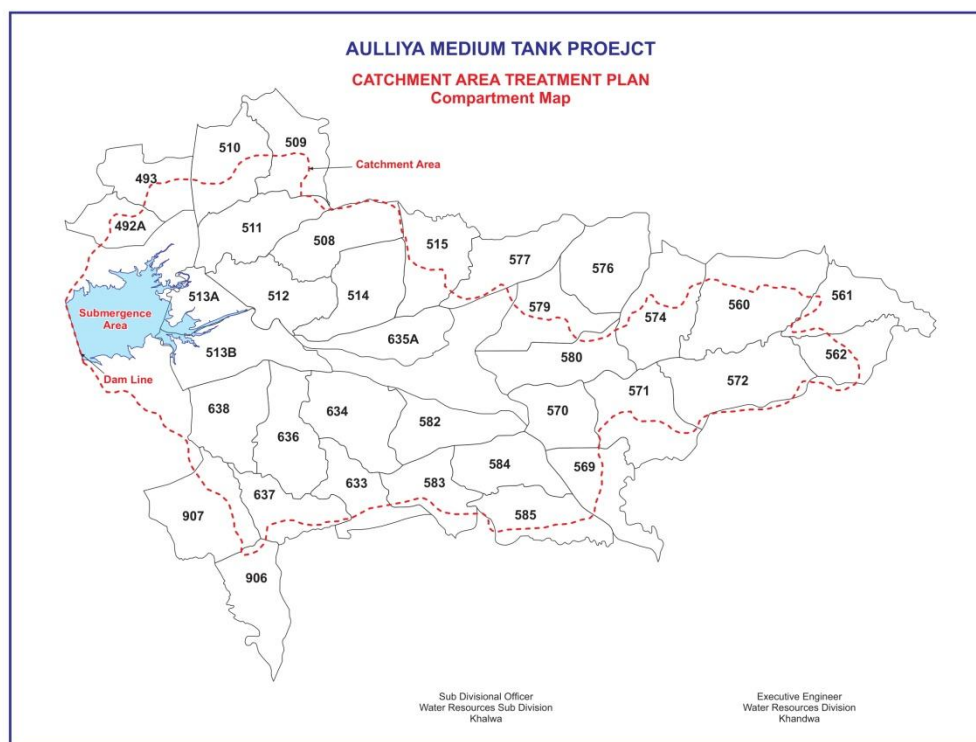 AULLIYA MEDIUM TANK PROEJCT
CATCHMENT AREA TREATMENT PLAN
Compartment Map
509
510
Catchment Area
493
492A
511
508
515
577
576
513A
512
514
579
574
560
561
Submergence
Area
513B
635A
580
562
Dam Line
571
572
638
634
582
570
636
584
569
637
633
583
907
585
906
Sub Divisional Officer
Water Resources Sub Division
Khalwa
Executive Engineer
Water Resources Division
Khandwa